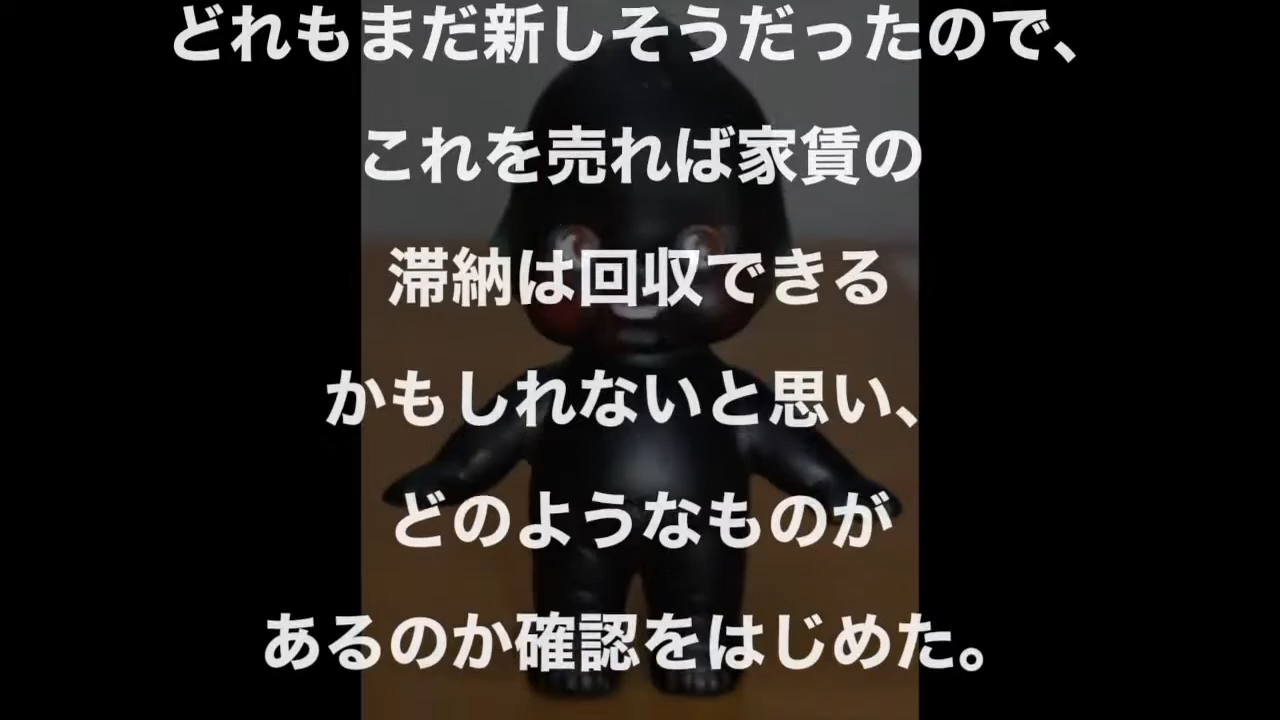 どれもまだ新しそうだったので、
これを売れば家賃の
滞納は回収できる
かもしれないと思い、
どのようなものが
あるのか確認をはじめた。